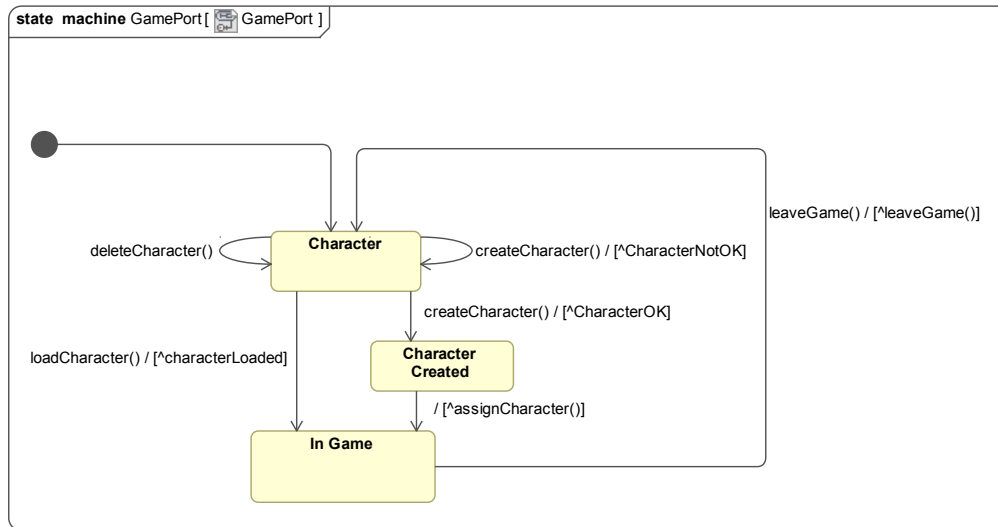 state machine GamePort [ GamePort ]
leaveGame() / [^leaveGame()]
Character
deleteCharacter()
createCharacter() / [^CharacterNotOK]
createCharacter() / [^CharacterOK]
loadCharacter() / [^characterLoaded]
Character
Created
/ [^assignCharacter()]
In Game